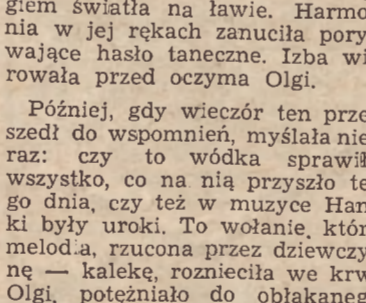 giem światła na ławie. Harmo
nia w jej rękach zanuciła pory
wające hasło taneczne. Izba wi
rowała przed oczyma Olgi.
Później, gdy wieczór ten prze
szedł do wspomnień, myślała nie
raz: czy to wódka sprawił
wszystko, co na nią przyszło te
go dnia, czy też w muzyce Han
ki były uroki. To wołanie, któr
melodia, rzucona przez dziewczy
nę — kalekę, roznieciła we krw
Olgi, potężniało do obłąkaneg